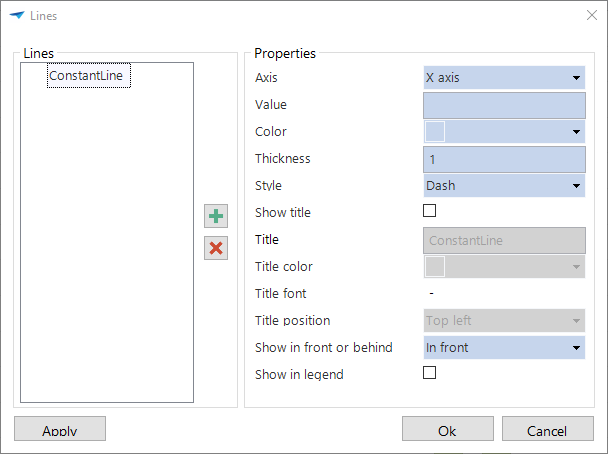 Lines
Lines
ConstantLine
Properties
Axis X axis
Value
Color
Thickness 1
Style Dash
Show title
Title ConstantLine
Title color
Title font -
Title position Top left
Show in front or behind In front
Show in legend
Apply Ok Cancel